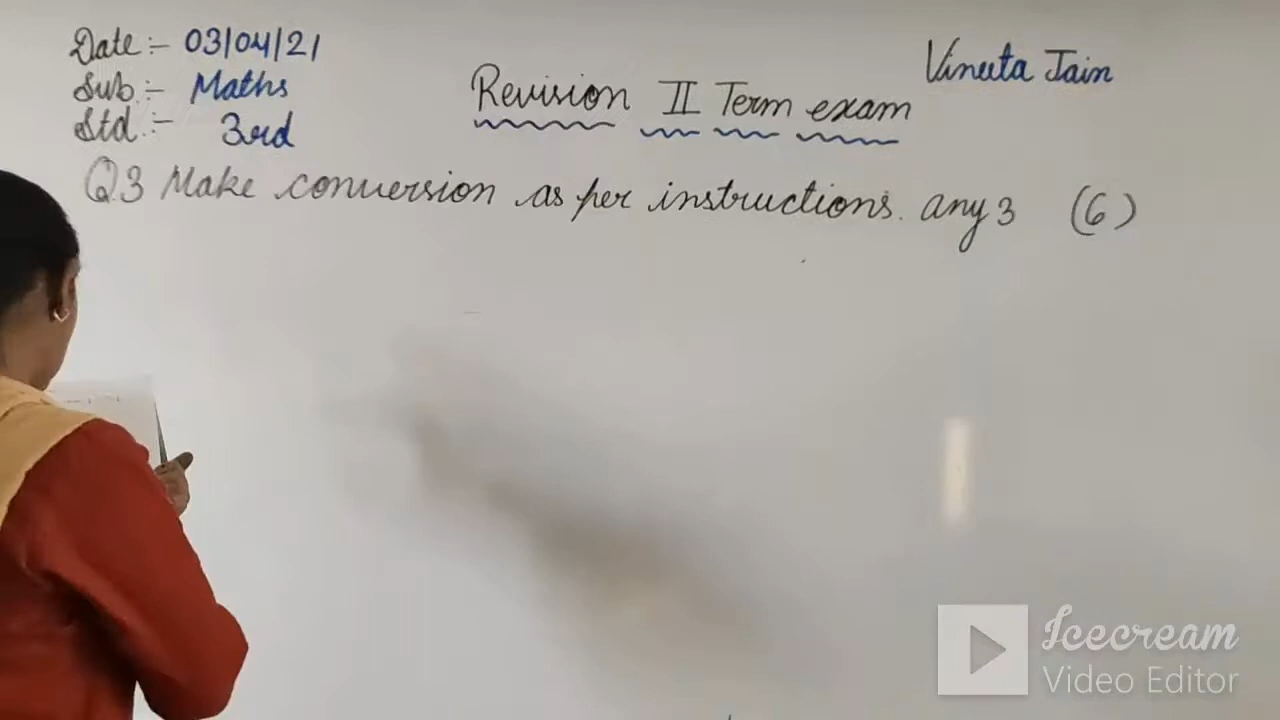 Date :- 03/04/21
Sub :- Maths
Std :- 3rd
Vineeta Jain
Revision II Term exam
Q.3 Make conversion as per instructions. any 3 (6)
Icecream
Video Editor